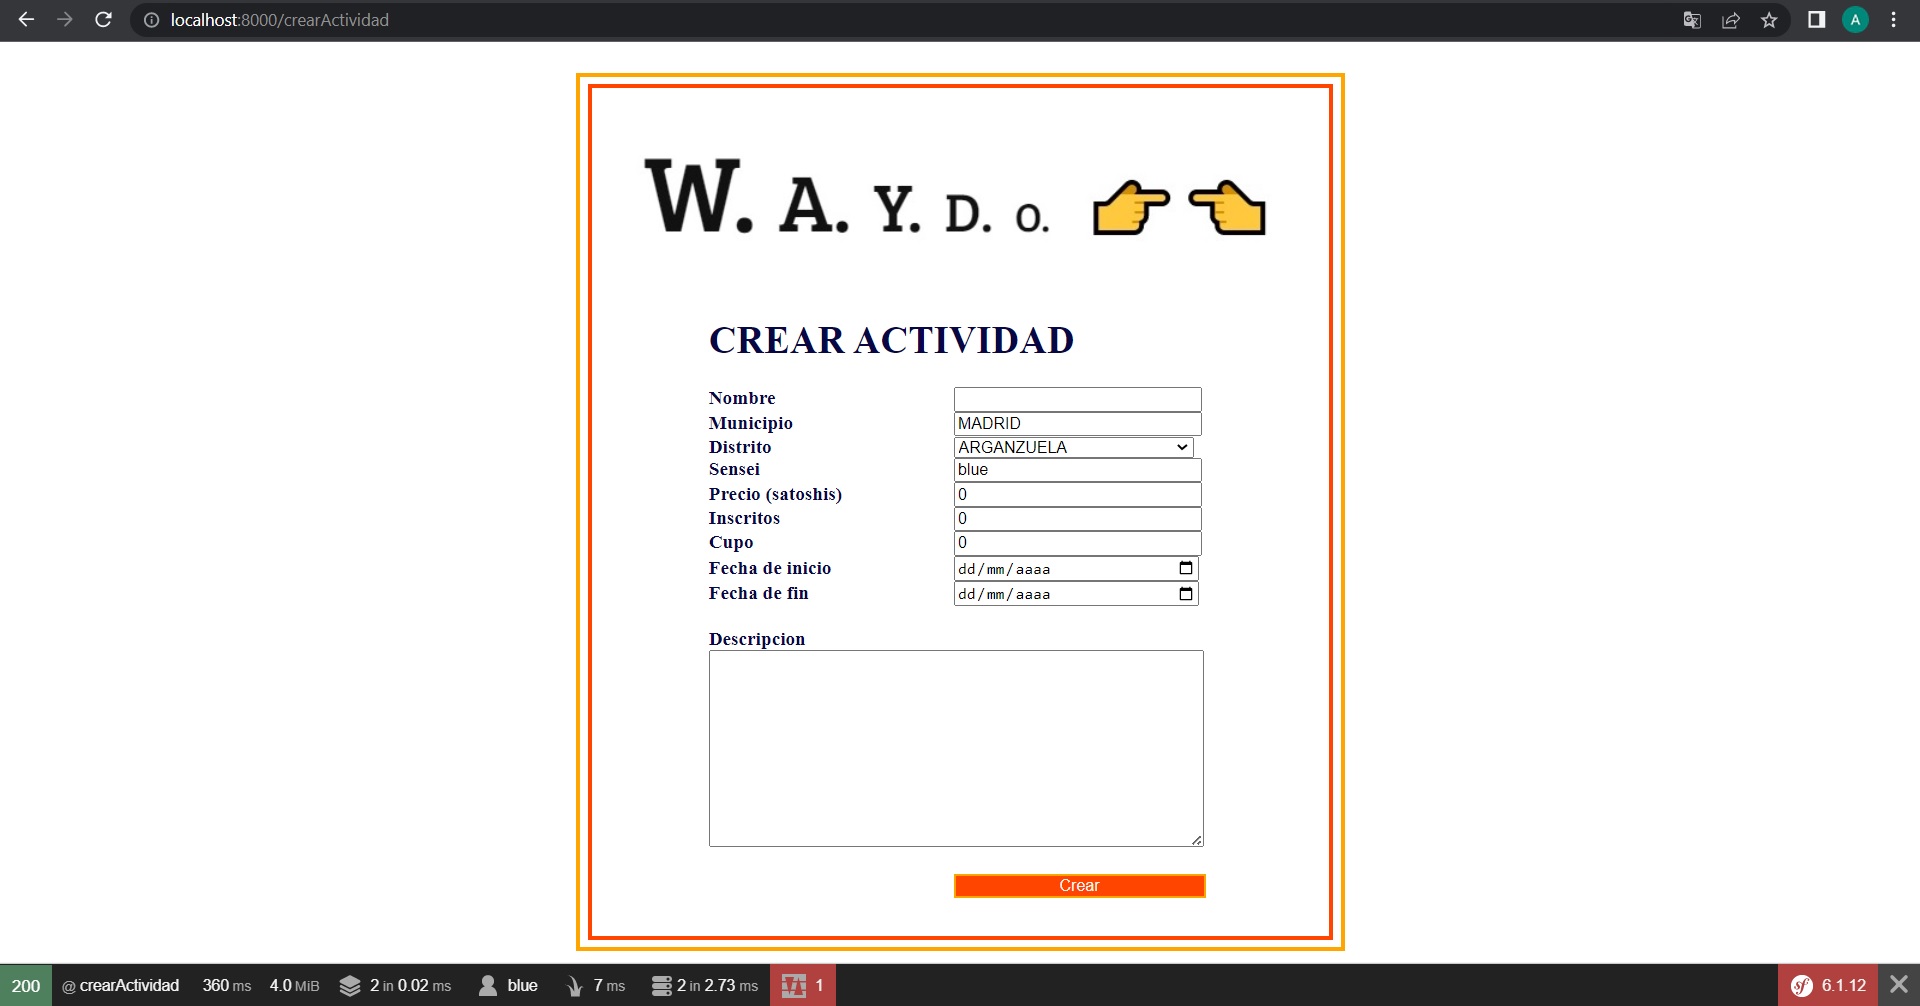 localhost:8000/crearActividad
A
W. A. Y. D. O.
CREAR ACTIVIDAD
Nombre
Municipio MADRID
Distrito ARGANZUELA
Sensei blue
Precio (satoshis) 0
Inscritos 0
Cupo 0
Fecha de inicio dd/mm/aaaa
Fecha de fin dd/mm/aaaa
Descripcion
Crear
200 @ crearActividad 360 ms 4.0 MiB 2 in 0.02 ms blue 7 ms 2 in 2.73 ms 1 sf 6.1.12